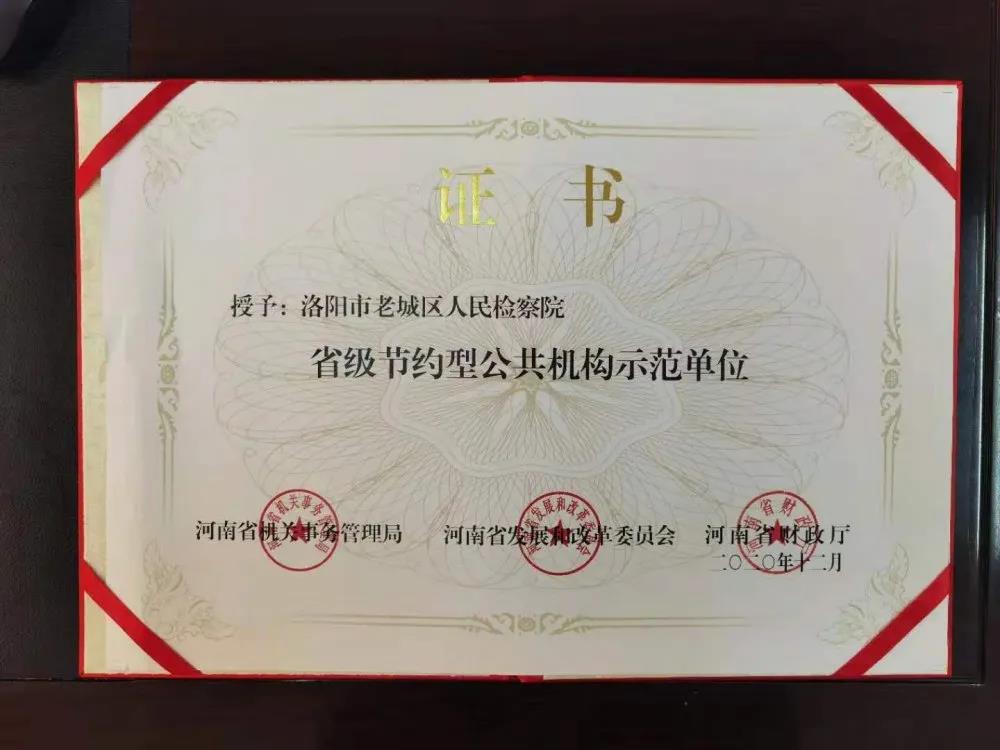 证 书
授予：洛阳市老城区人民检察院
省级节约型公共机构示范单位
河南省机关事务管理局 河南省发展和改革委员会 河南省财政厅
二〇二〇年十二月